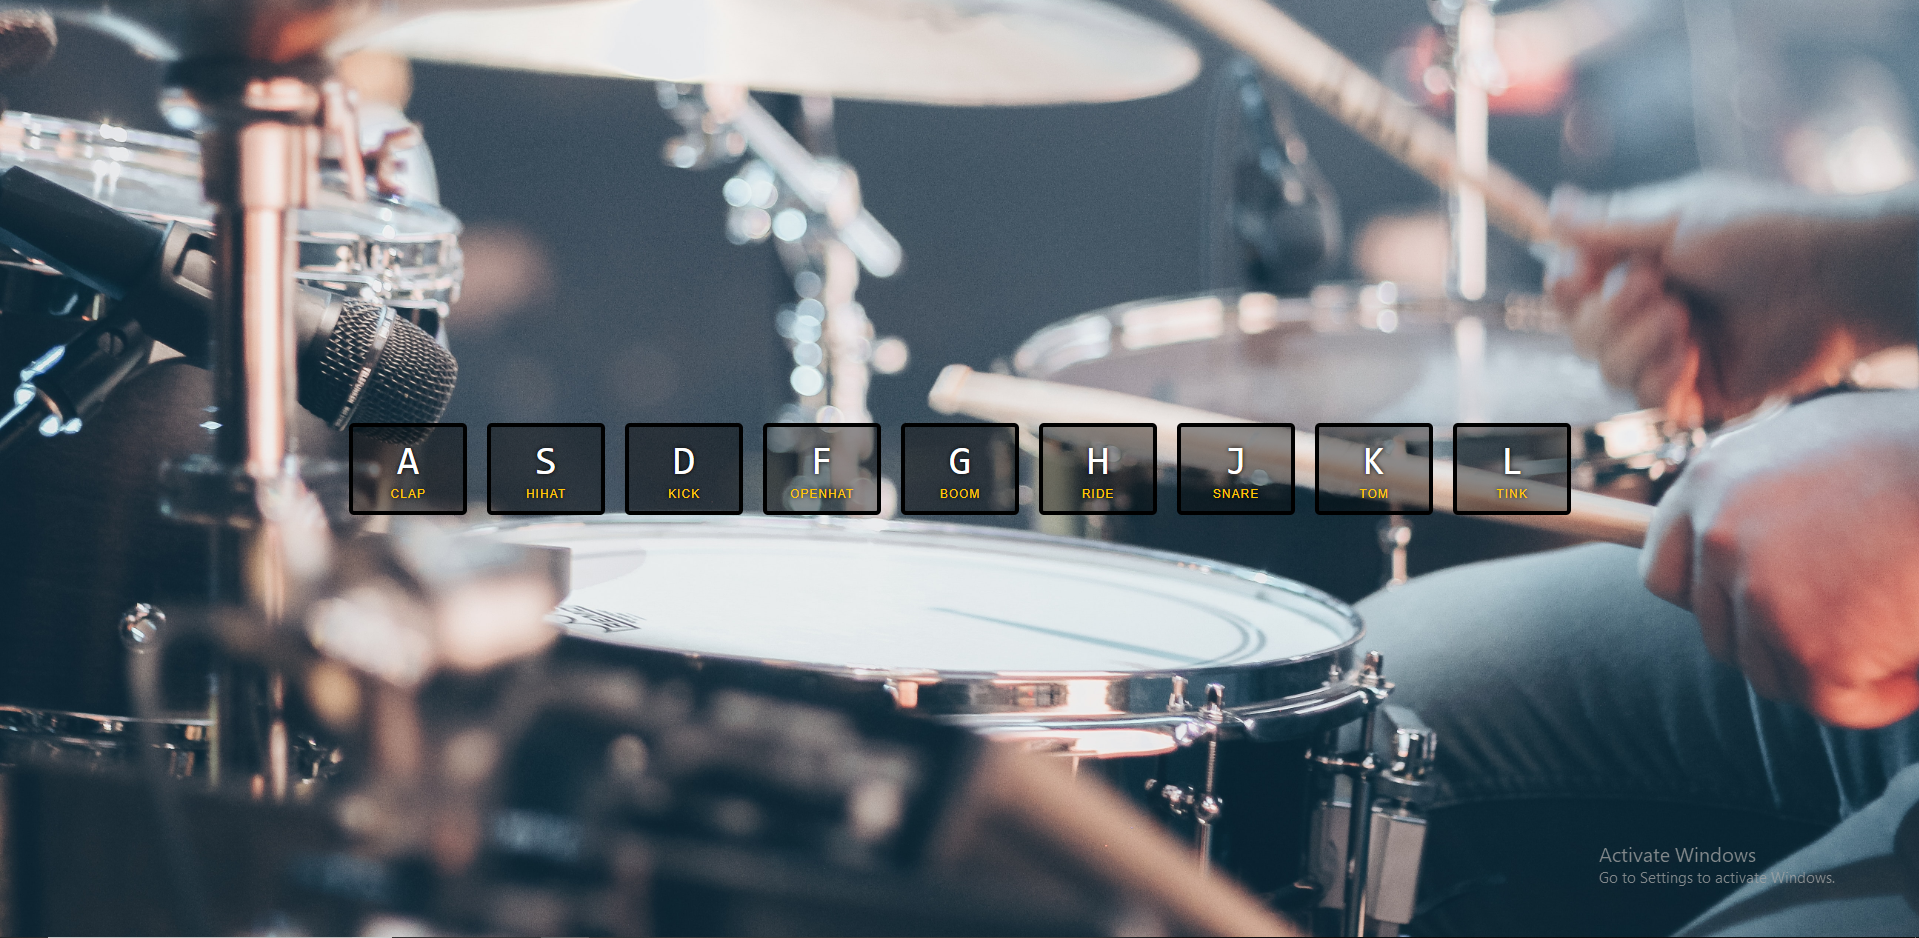 A S D F G H J K L
CLAP HIHAT KICK OPENHAT BOOM RIDE SNARE TOM TINK
Activate Windows
Go to Settings to activate Windows.